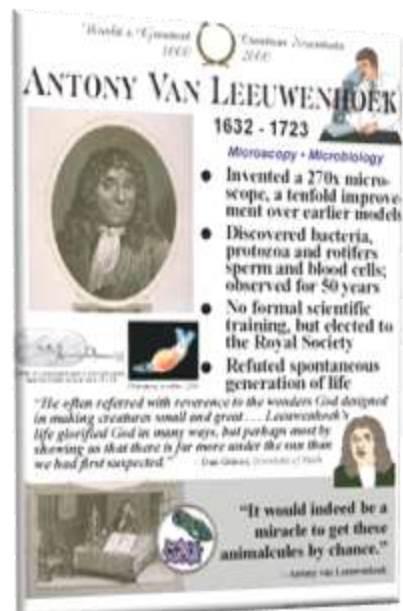 World's Greatest Creation Scientists
1000 2000
ANTONY VAN LEEUWENHOEK
1632 - 1723
Microscopy • Microbiology
• Invented a 270x micro-
scope, a tenfold improve-
ment over earlier models
• Discovered bacteria,
protozoa and rotifers
sperm and blood cells;
observed for 50 years
• No formal scientific
training, but elected to
the Royal Society
• Refuted spontaneous
generation of life
"He often referred with reverence to the wonders God designed
in making creatures small and great . . . . Leeuwenhoek's
life glorified God in many ways, but perhaps most by
showing us that there is far more under the sun than
we had first suspected."
"It would indeed be a
miracle to get these
animalcules by chance."
—Antony van Leeuwenhoek